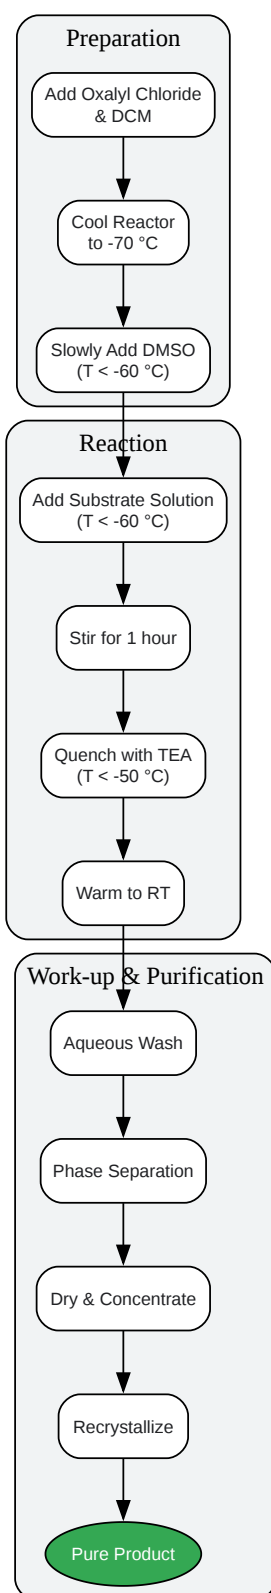 Preparation
Add Oxalyl Chloride
& DCM
Cool Reactor
to -70 °C
Slowly Add DMSO
(T < -60 °C)
Reaction
Add Substrate Solution
(T < -60 °C)
Stir for 1 hour
Quench with TEA
(T < -50 °C)
Warm to RT
Work-up & Purification
Aqueous Wash
Phase Separation
Dry & Concentrate
Recrystallize
Pure Product